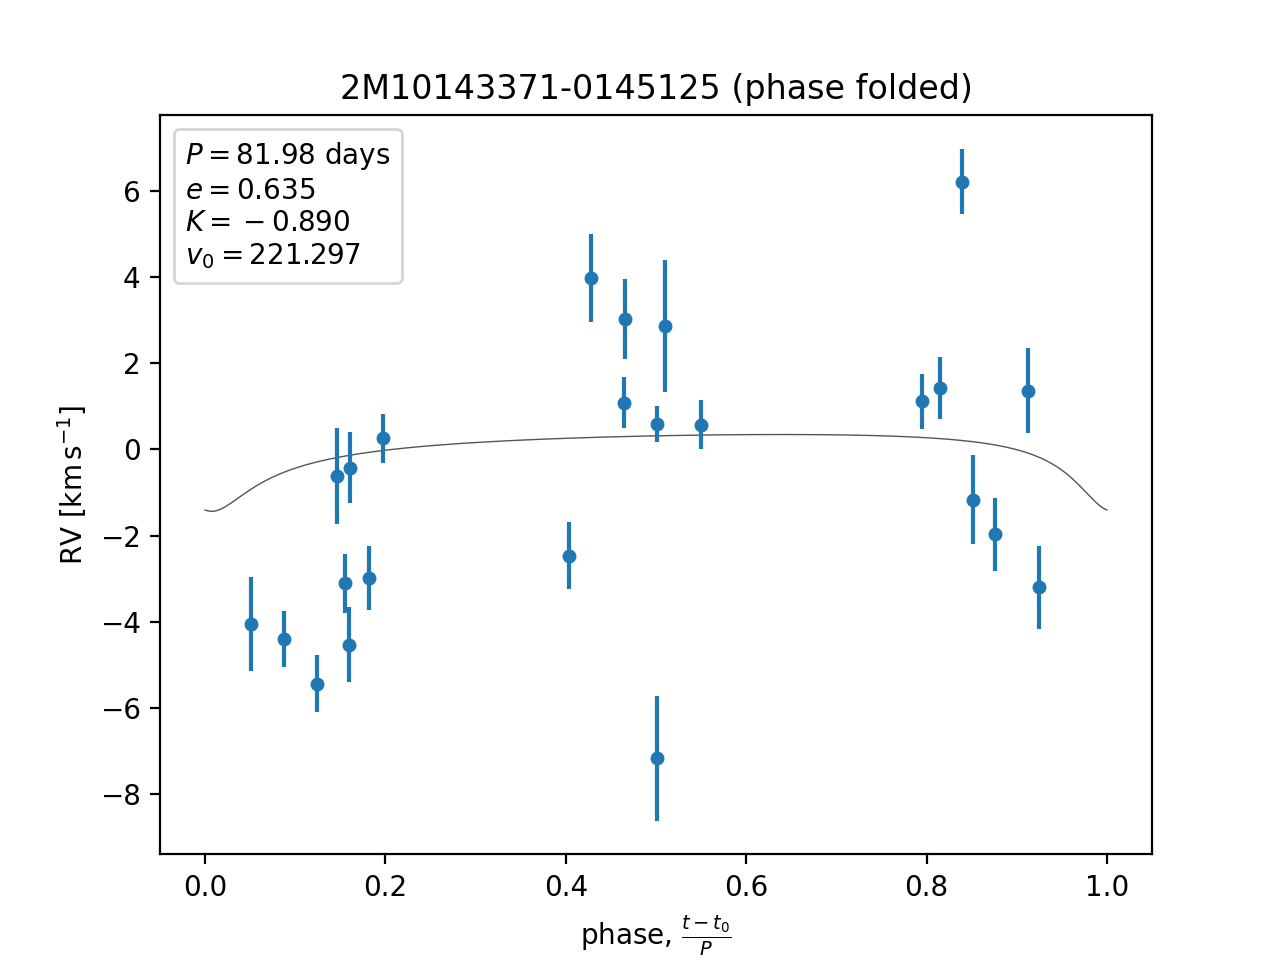 2M10143371-0145125 (phase folded)
P = 81.98 days
e = 0.635
K = −0.890
v₀ = 221.297
6
4
2
0
−2
−4
−6
−8
RV [km s⁻¹]
0.0 0.2 0.4 0.6 0.8 1.0
phase, (t − t₀)/P